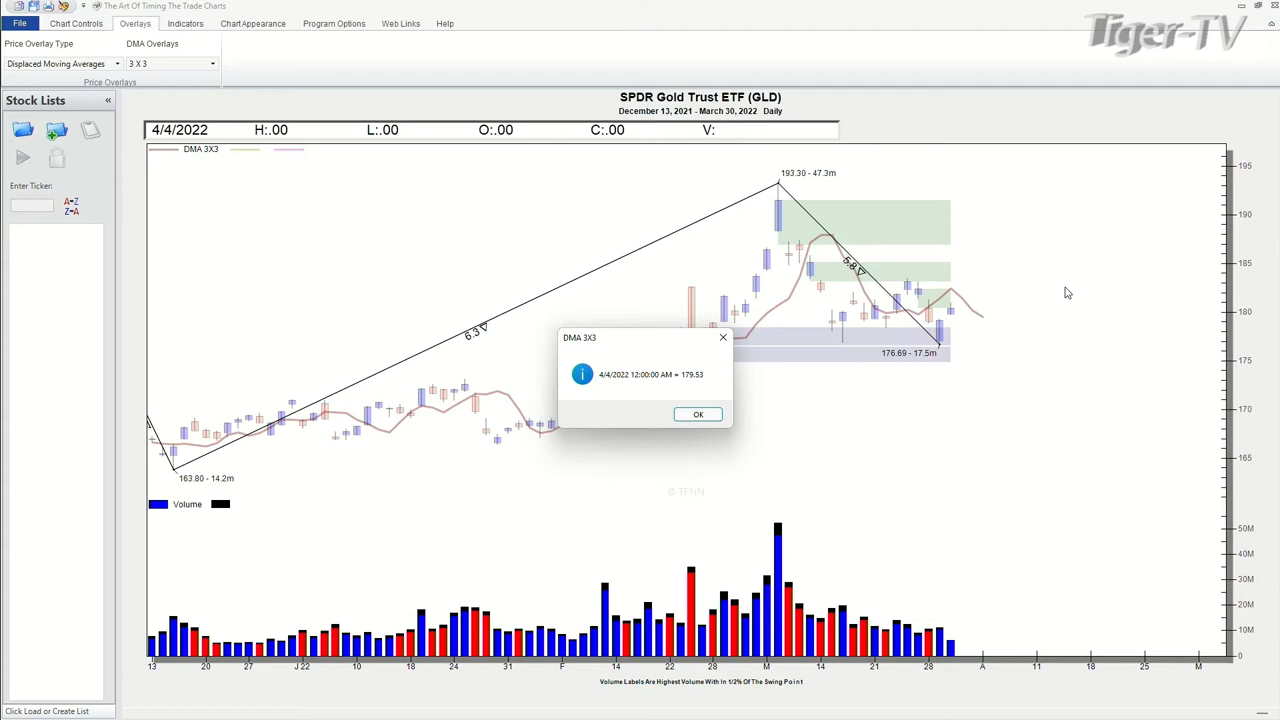 The Art Of Timing The Trade Charts
File Chart Controls Overlays Indicators Chart Appearance Program Options Web Links Help
Tiger-TV
Price Overlay Type DMA Overlays
Displaced Moving Averages 3 X 3
Price Overlays
Stock Lists «
Enter Ticker:
A-Z
Z-A
Click Load or Create List
SPDR Gold Trust ETF (GLD)
December 13, 2021 - March 30, 2022 Daily
4/4/2022 H:.00 L:.00 O:.00 C:.00 V:
DMA 3X3
193.30 - 47.3m
5.8
6.3
176.69 - 17.5m
163.80 - 14.2m
195
190
185
180
175
170
165
DMA 3X3
4/4/2022 12:00:00 AM = 179.53
OK
© TFNN
Volume
50M
40M
30M
20M
10M
0
13 20 27 J 22 10 18 24 31 F 14 22 28 M 14 21 28 A 11 18 25 M
Volume Labels Are Highest Volume With In 1/2% Of The Swing Point